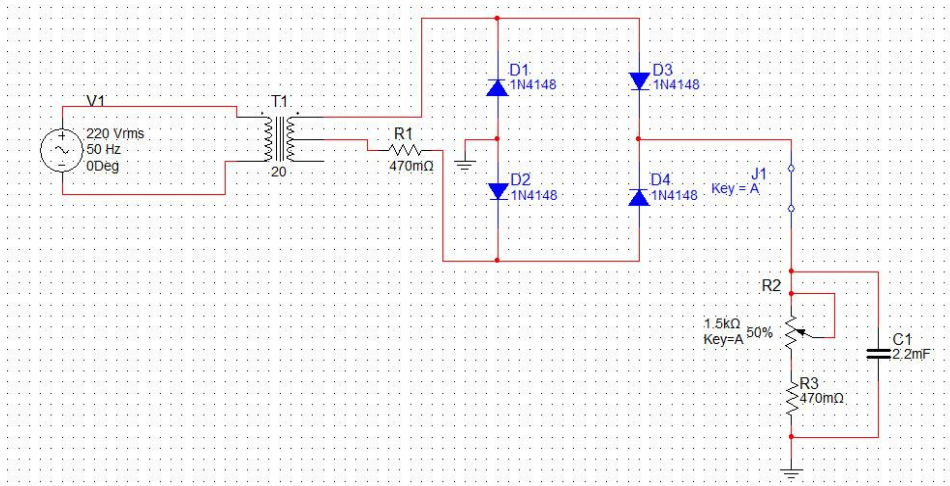 V1
220 Vrms
50 Hz
0Deg
T1
20
R1
470mΩ
D1
1N4148
D2
1N4148
D3
1N4148
D4
1N4148
J1
Key = A
R2
1.5kΩ
Key=A
50%
R3
470mΩ
C1
2.2mF